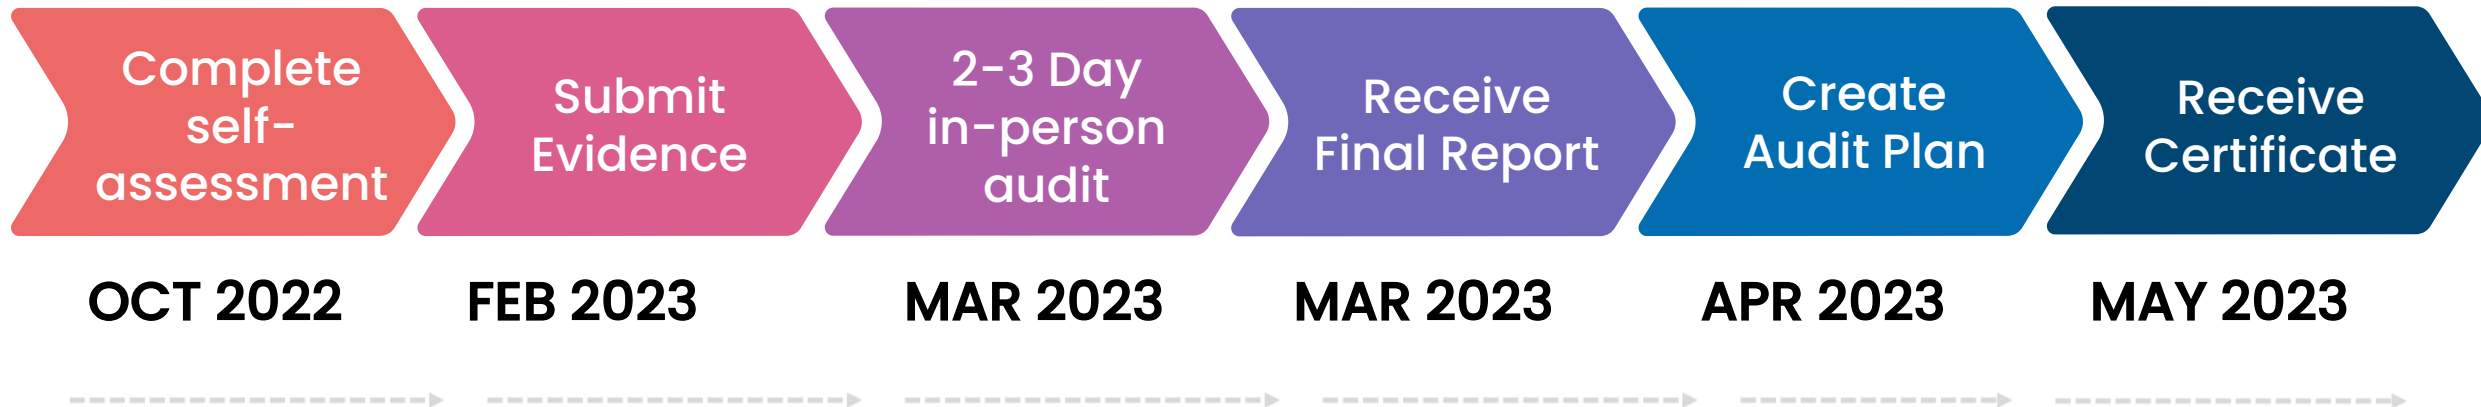 Complete
self-
assessment
Submit
Evidence
2-3 Day
in-person
audit
Receive
Final Report
Create
Audit Plan
Receive
Certificate
OCT 2022
FEB 2023
MAR 2023
MAR 2023
APR 2023
MAY 2023